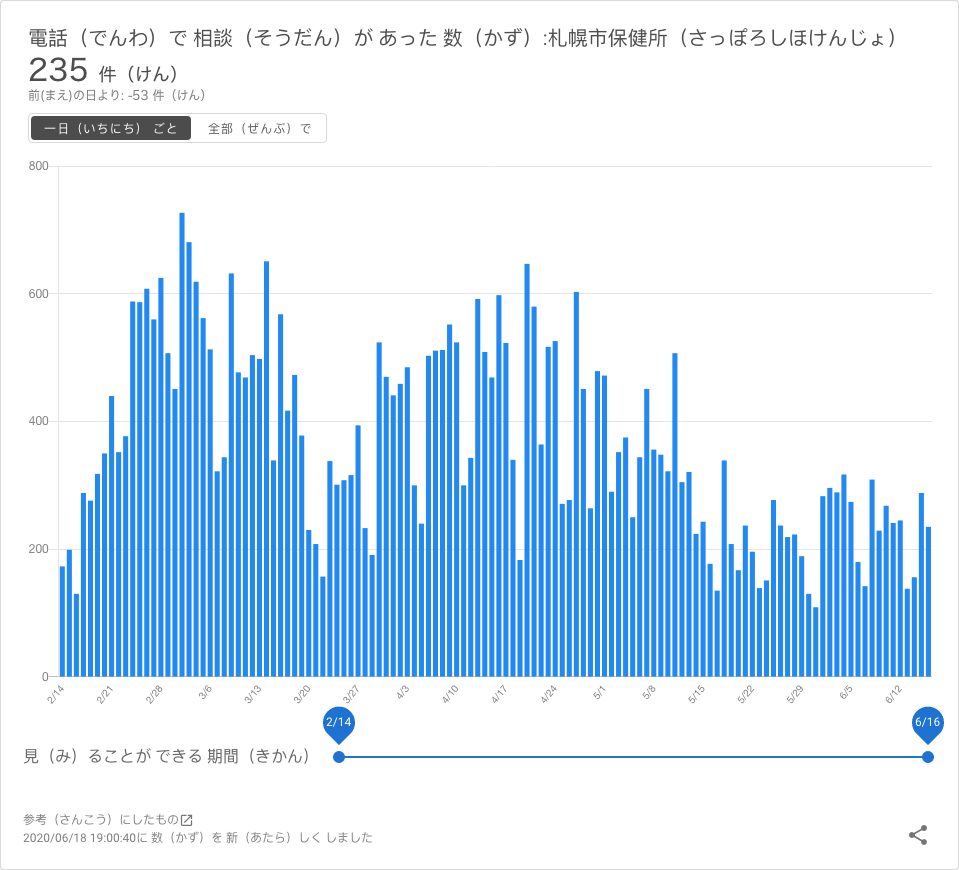 電話（でんわ）で 相談（そうだん）が あった 数（かず）:札幌市保健所（さっぽろしほけんじょ）
235 件（けん）
前(まえ)の日より: -53 件（けん）
一日（いちにち） ごと 全部（ぜんぶ）で
800
600
400
200
0
2/14 2/21 2/28 3/6 3/13 3/20 3/27 4/3 4/10 4/17 4/24 5/1 5/8 5/15 5/22 5/29 6/5 6/12
2/14 6/16
見（み）ることが できる 期間（きかん）
参考（さんこう）にしたもの
2020/06/18 19:00:40に 数（かず）を 新（あたら）しく しました